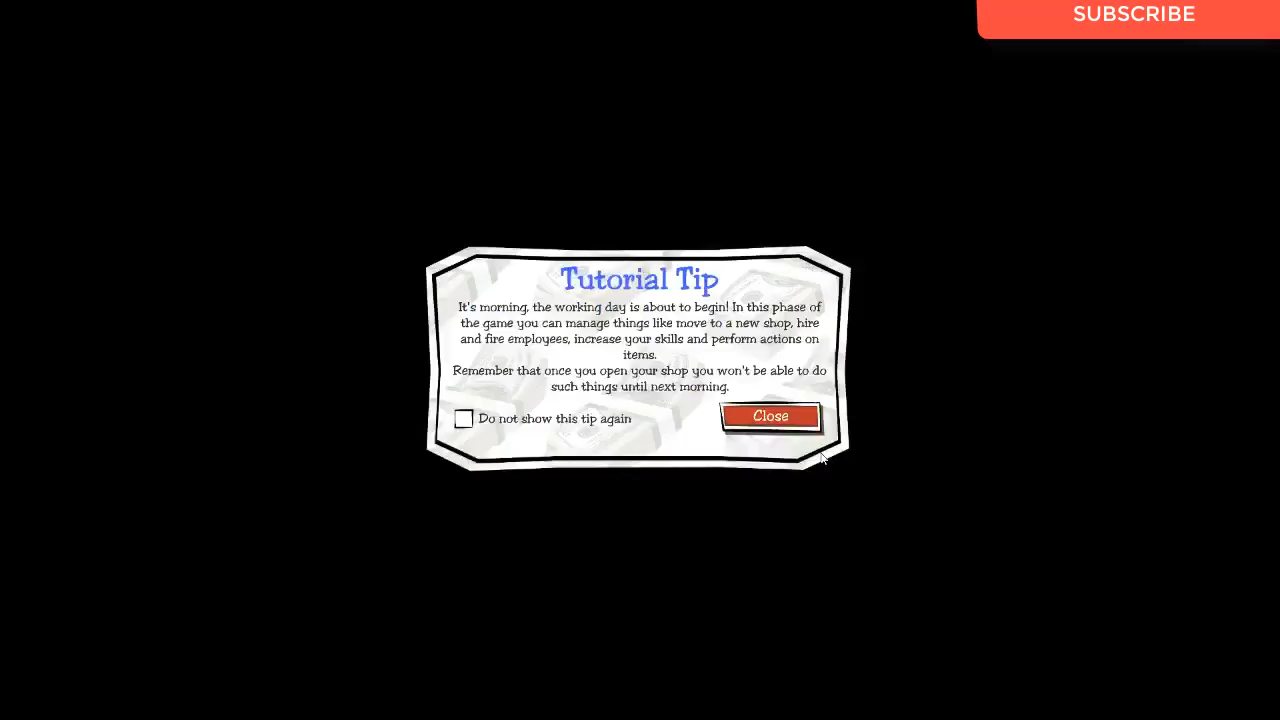 SUBSCRIBE
Tutorial Tip
It's morning, the working day is about to begin! In this phase of
the game you can manage things like move to a new shop, hire
and fire employees, increase your skills and perform actions on
items.
Remember that once you open your shop you won't be able to do
such things until next morning.
Do not show this tip again
Close